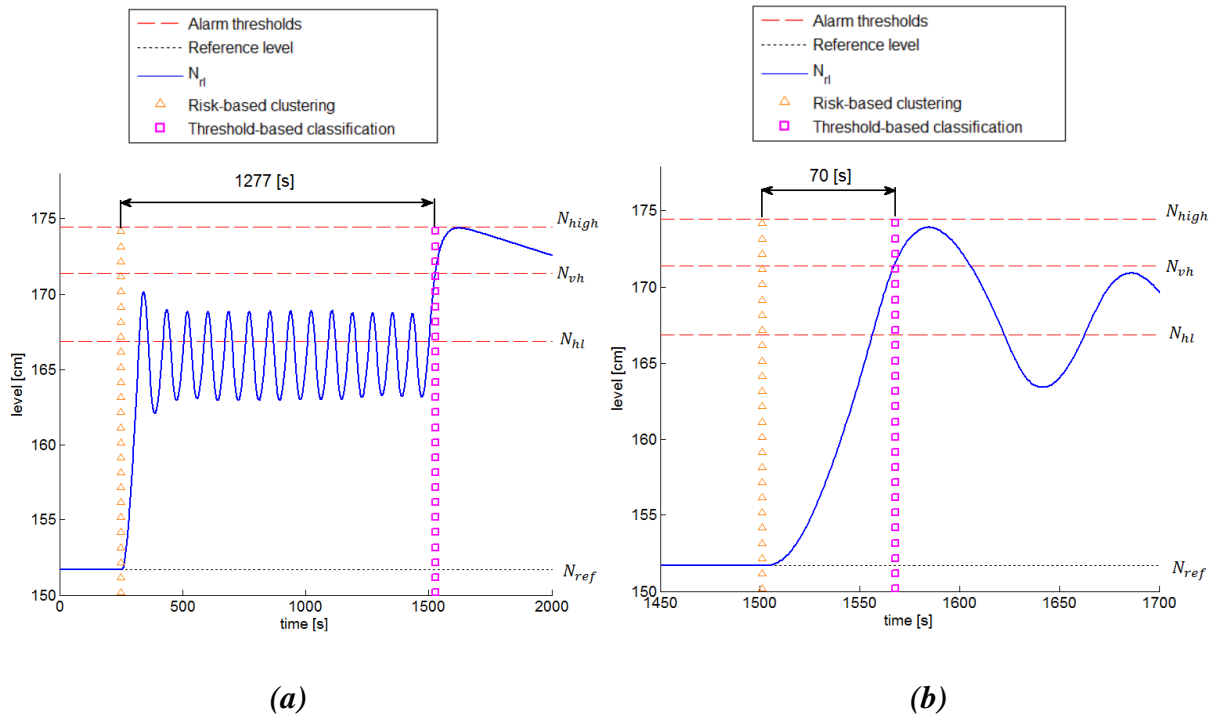 Alarm thresholds
Reference level
N_rl
Risk-based clustering
Threshold-based classification
1277 [s]
175
170
165
160
155
150
level [cm]
N_high
N_vh
N_hl
N_ref
0
500
1000
1500
2000
time [s]
(a)
Alarm thresholds
Reference level
N_rl
Risk-based clustering
Threshold-based classification
70 [s]
175
170
165
160
155
150
level [cm]
N_high
N_vh
N_hl
N_ref
1450
1500
1550
1600
1650
1700
time [s]
(b)